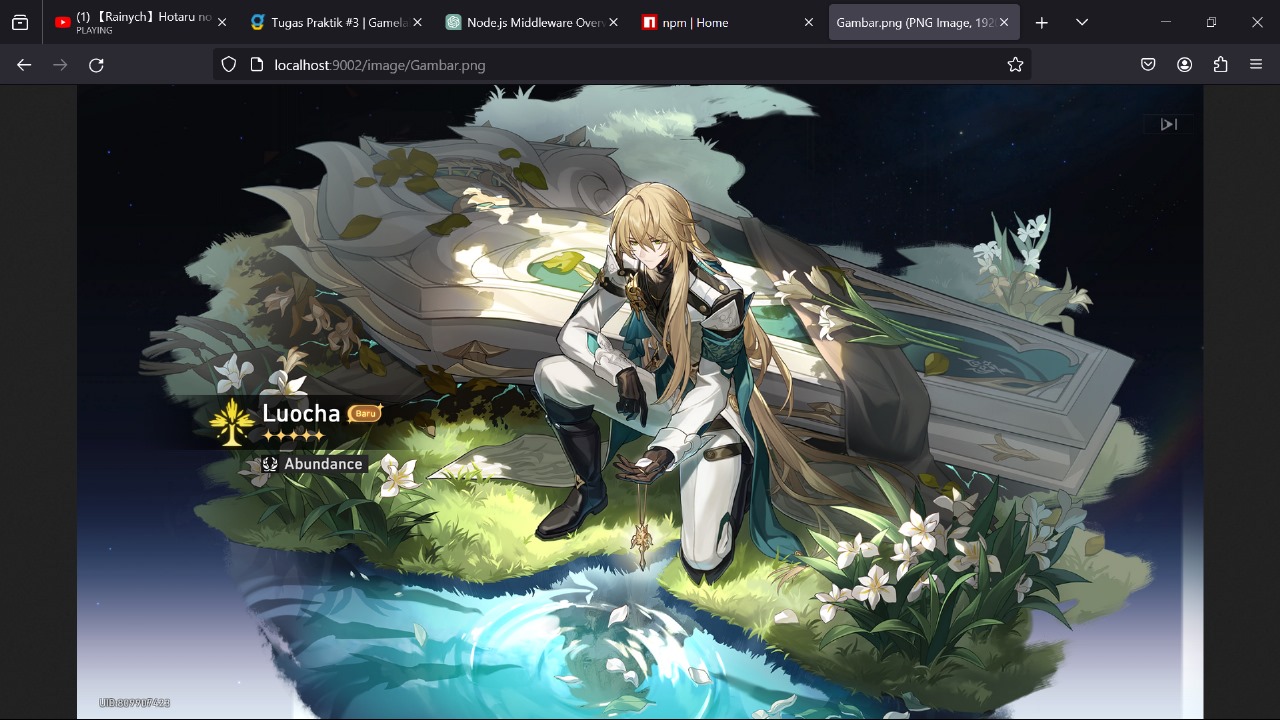 (1) 【Rainych】 Hotaru no
PLAYING
Tugas Praktik #3 | Gamela
Node.js Middleware Over
npm | Home
Gambar.png (PNG Image, 192
localhost:9002/image/Gambar.png
Luocha Baru
Abundance